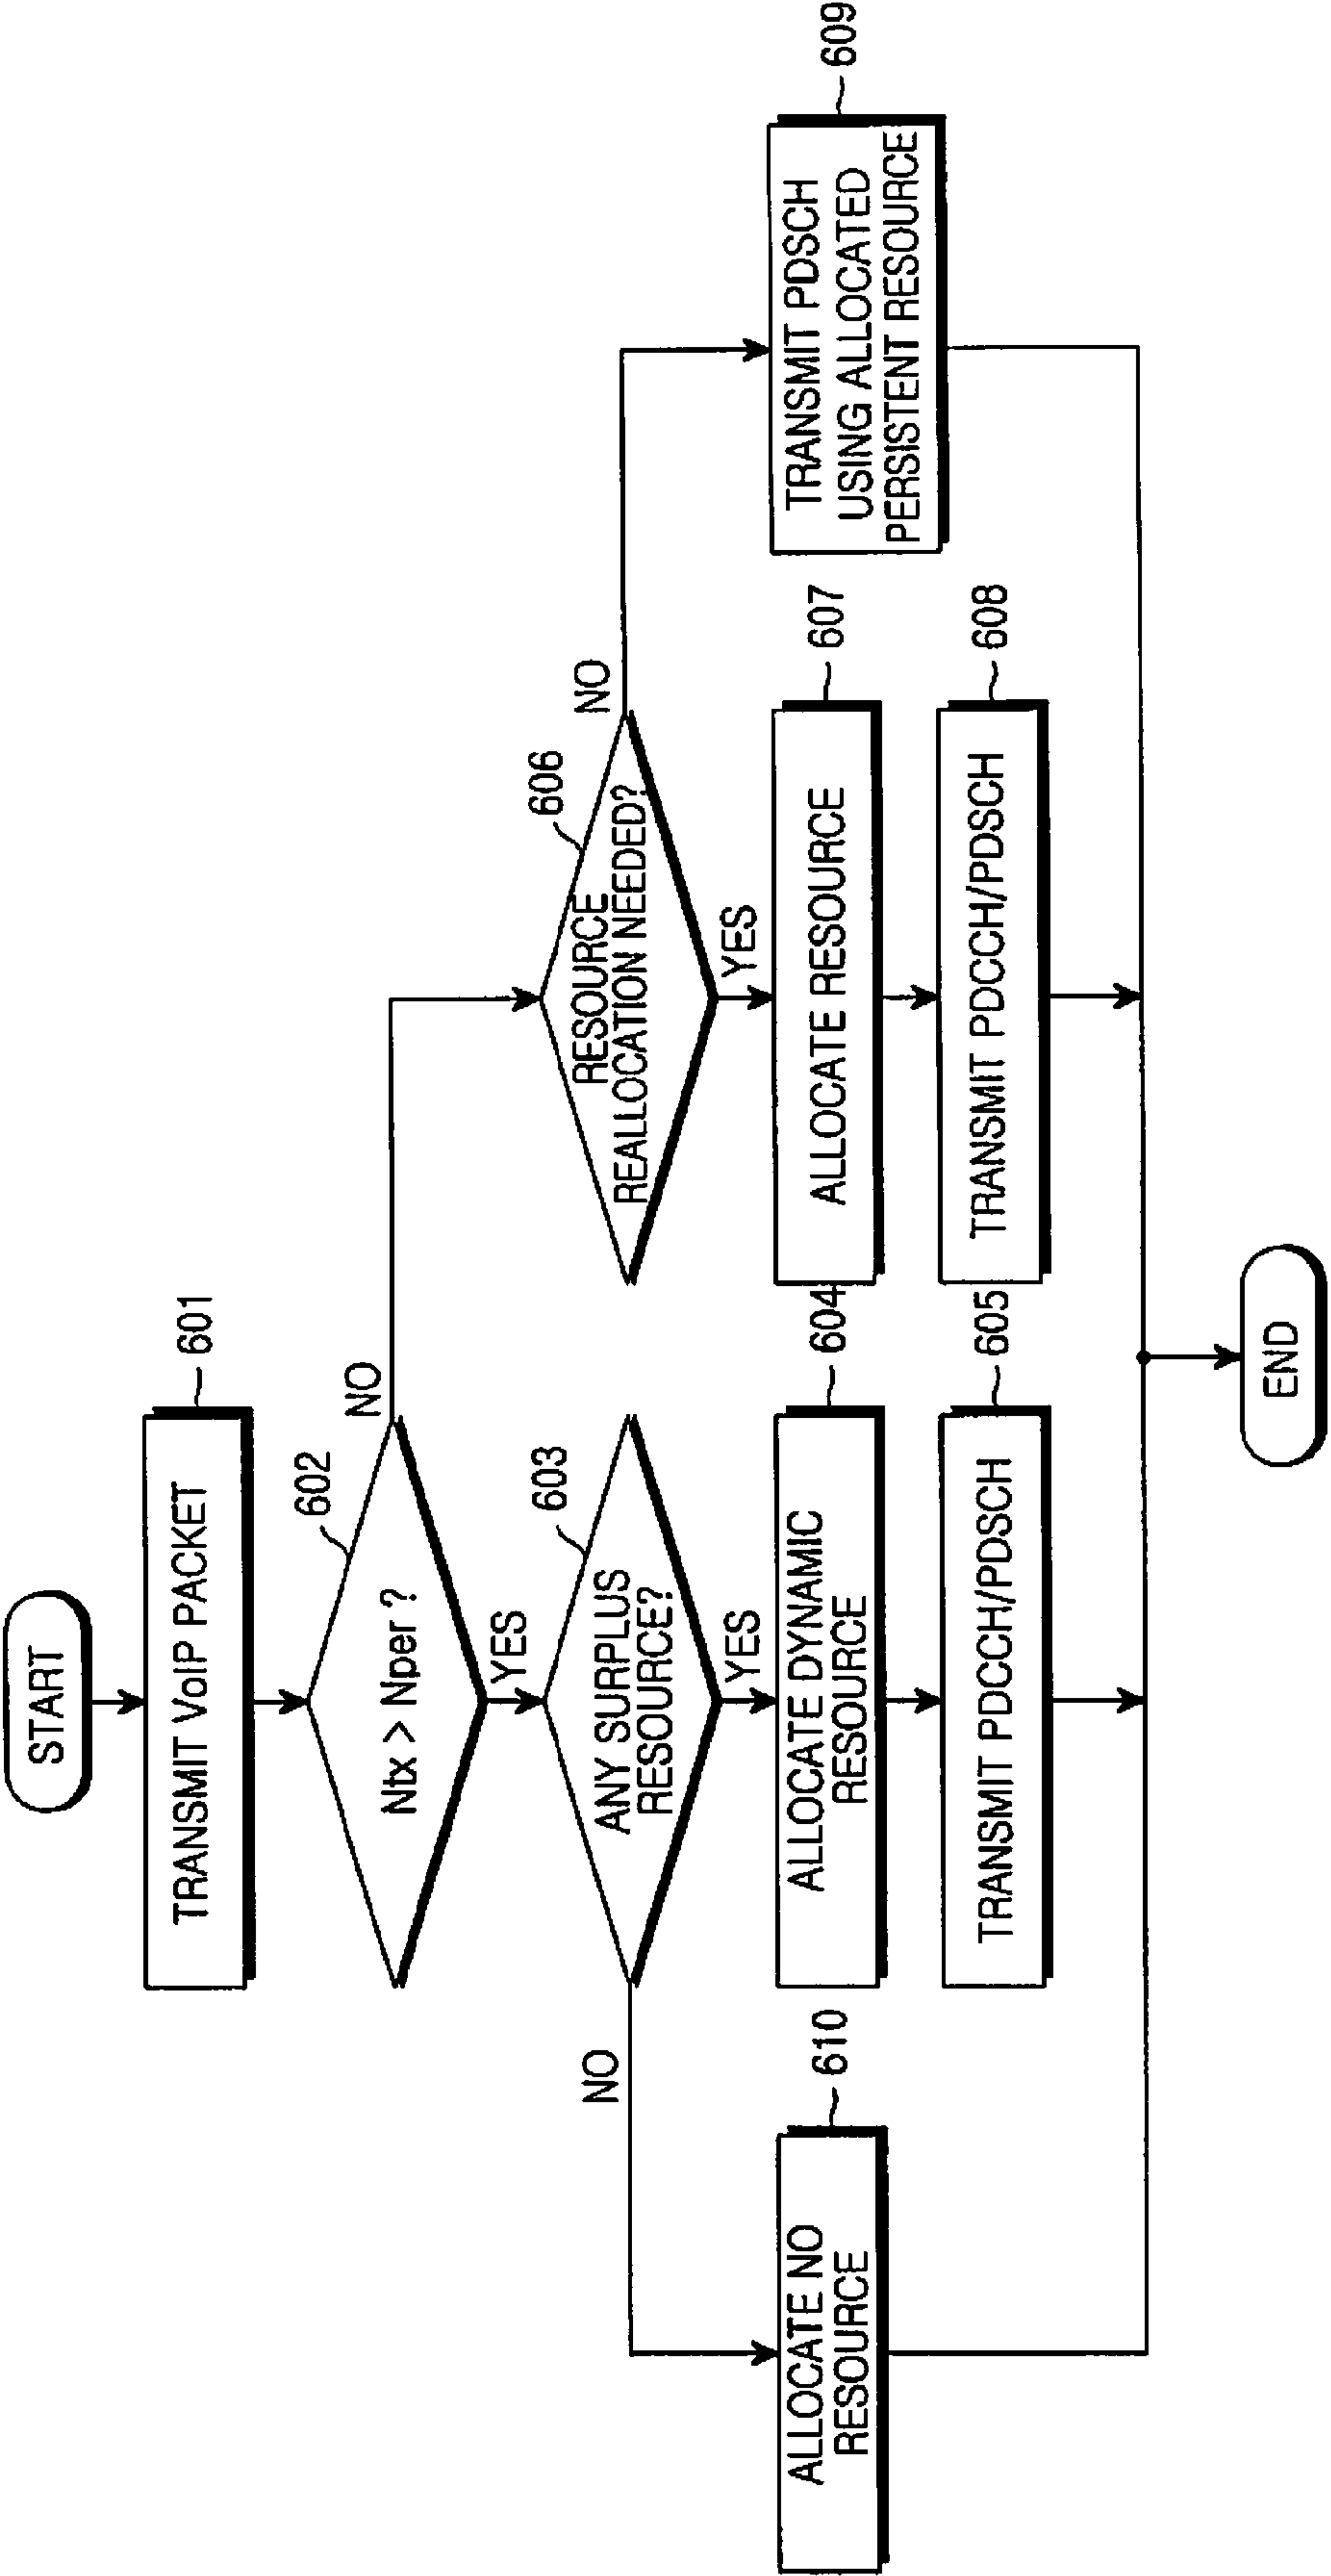 START
TRANSMIT VoIP PACKET
601
602
Ntx > Nper ?
NO
YES
603
ANY SURPLUS
RESOURCE?
NO
YES
606
RESOURCE
REALLOCATION NEEDED?
NO
YES
ALLOCATE NO
RESOURCE
610
ALLOCATE DYNAMIC
RESOURCE
604
ALLOCATE RESOURCE
607
TRANSMIT PDSCH
USING ALLOCATED
PERSISTENT RESOURCE
609
TRANSMIT PDCCH/PDSCH
605
TRANSMIT PDCCH/PDSCH
608
END